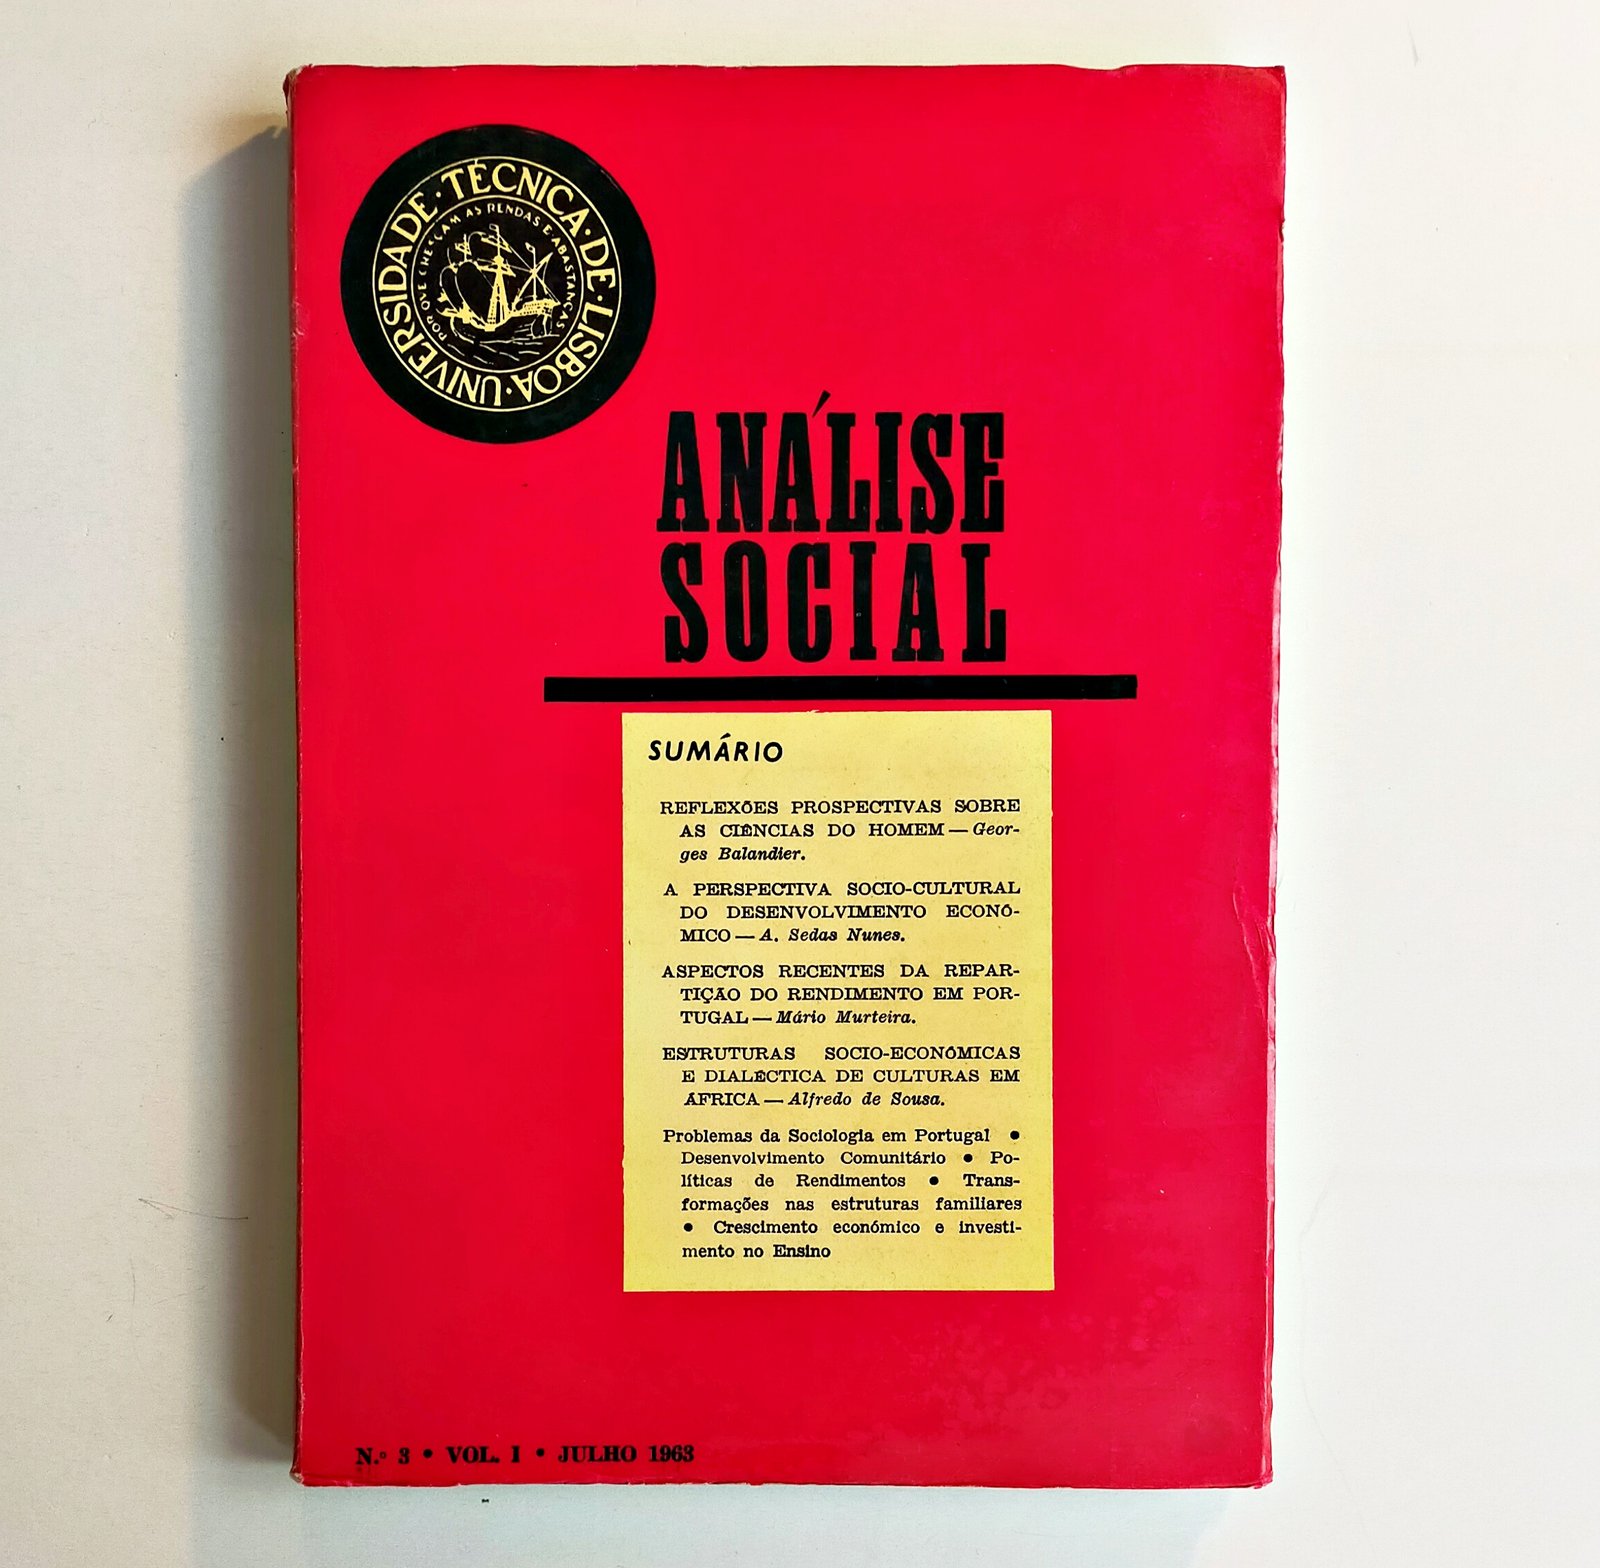 UNIVERSIDADE · TÉCNICA · DE · LISBOA ·
POR QUE CHEGAM AS RENDAS E ABASTANÇAS
ANÁLISE
SOCIAL
SUMÁRIO
REFLEXÕES PROSPECTIVAS SOBRE
AS CIÊNCIAS DO HOMEM — Geor-
ges Balandier.
A PERSPECTIVA SOCIO-CULTURAL
DO DESENVOLVIMENTO ECONÓ-
MICO — A. Sedas Nunes.
ASPECTOS RECENTES DA REPAR-
TIÇÃO DO RENDIMENTO EM POR-
TUGAL — Mário Murteira.
ESTRUTURAS SOCIO-ECONÓMICAS
E DIALÉCTICA DE CULTURAS EM
ÁFRICA — Alfredo de Sousa.
Problemas da Sociologia em Portugal •
Desenvolvimento Comunitário • Po-
líticas de Rendimentos • Trans-
formações nas estruturas familiares
• Crescimento económico e investi-
mento no Ensino
N.º 3 • VOL. I • JULHO 1963